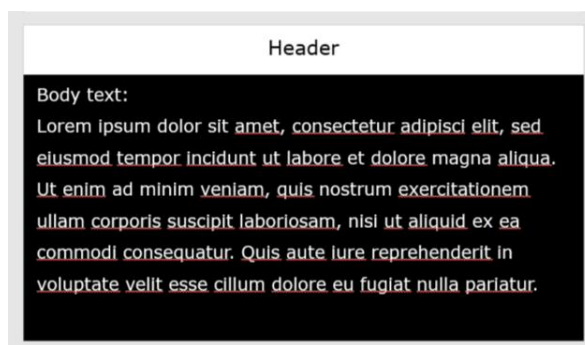 Header
Body text:
Lorem ipsum dolor sit amet, consectetur adipisci elit, sed
eiusmod tempor incidunt ut labore et dolore magna aliqua.
Ut enim ad minim veniam, quis nostrum exercitationem
ullam corporis suscipit laboriosam, nisi ut aliquid ex ea
commodi consequatur. Quis aute iure reprehenderit in
voluptate velit esse cillum dolore eu fugiat nulla pariatur.